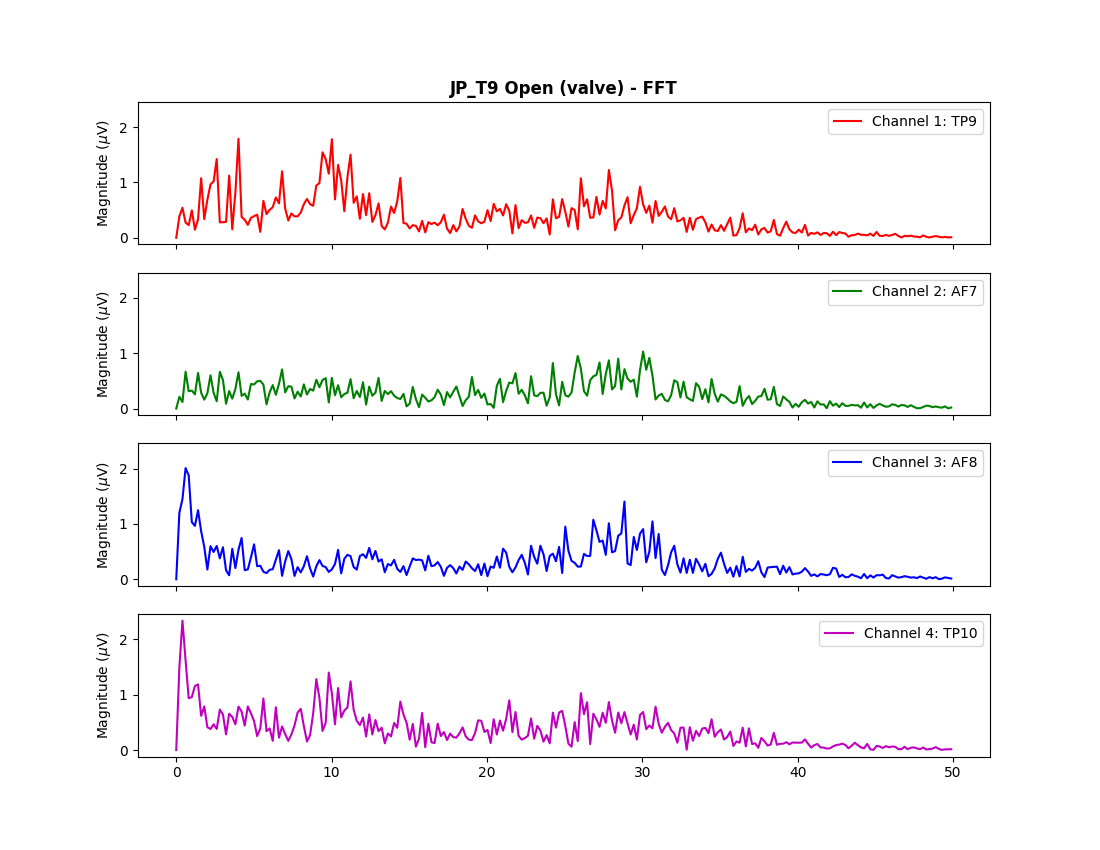 JP_T9 Open (valve) - FFT
Magnitude (μV)
2
1
0
Channel 1: TP9
Magnitude (μV)
2
1
0
Channel 2: AF7
Magnitude (μV)
2
1
0
Channel 3: AF8
Magnitude (μV)
2
1
0
Channel 4: TP10
0 10 20 30 40 50